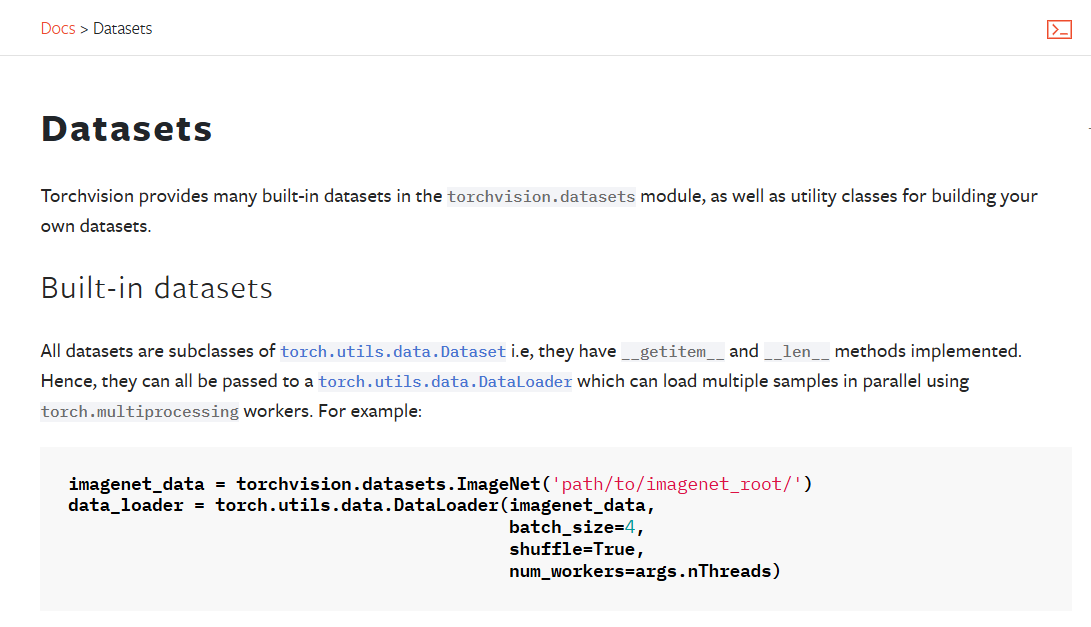 Docs > Datasets
>_
Datasets
Torchvision provides many built-in datasets in the torchvision.datasets module, as well as utility classes for building your
own datasets.
Built-in datasets
All datasets are subclasses of torch.utils.data.Dataset i.e, they have __getitem__ and __len__ methods implemented.
Hence, they can all be passed to a torch.utils.data.DataLoader which can load multiple samples in parallel using
torch.multiprocessing workers. For example:
imagenet_data = torchvision.datasets.ImageNet('path/to/imagenet_root/')
data_loader = torch.utils.data.DataLoader(imagenet_data,
                                          batch_size=4,
                                          shuffle=True,
                                          num_workers=args.nThreads)